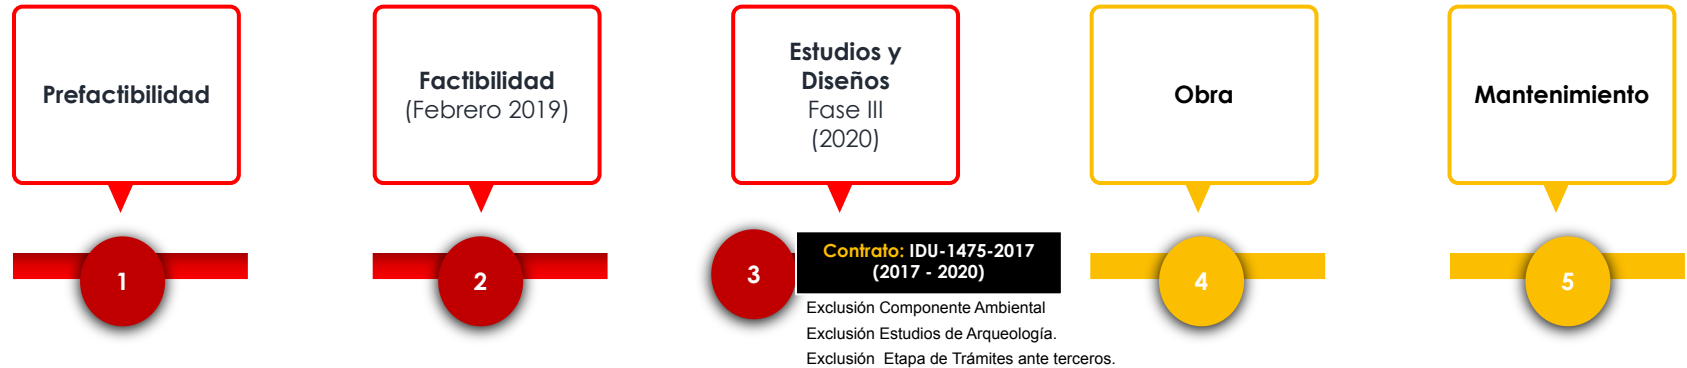 Prefactibilidad
Factibilidad
(Febrero 2019)
Estudios y
Diseños
Fase III
(2020)
Obra
Mantenimiento
1
2
3
Contrato: IDU-1475-2017
(2017 - 2020)
Exclusión Componente Ambiental
Exclusión Estudios de Arqueología.
Exclusión  Etapa de Trámites ante terceros.
4
5